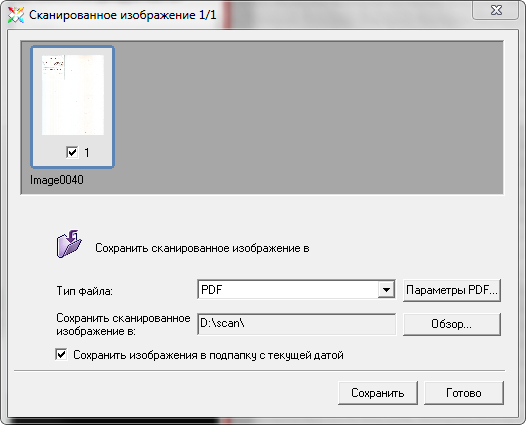 Сканированное изображение 1/1
1
Image0040
Сохранить сканированное изображение в
Тип файла:
PDF
Параметры PDF...
Сохранить сканированное
изображение в:
D:\scan\
Обзор...
Сохранить изображения в подпапку с текущей датой
Сохранить
Готово